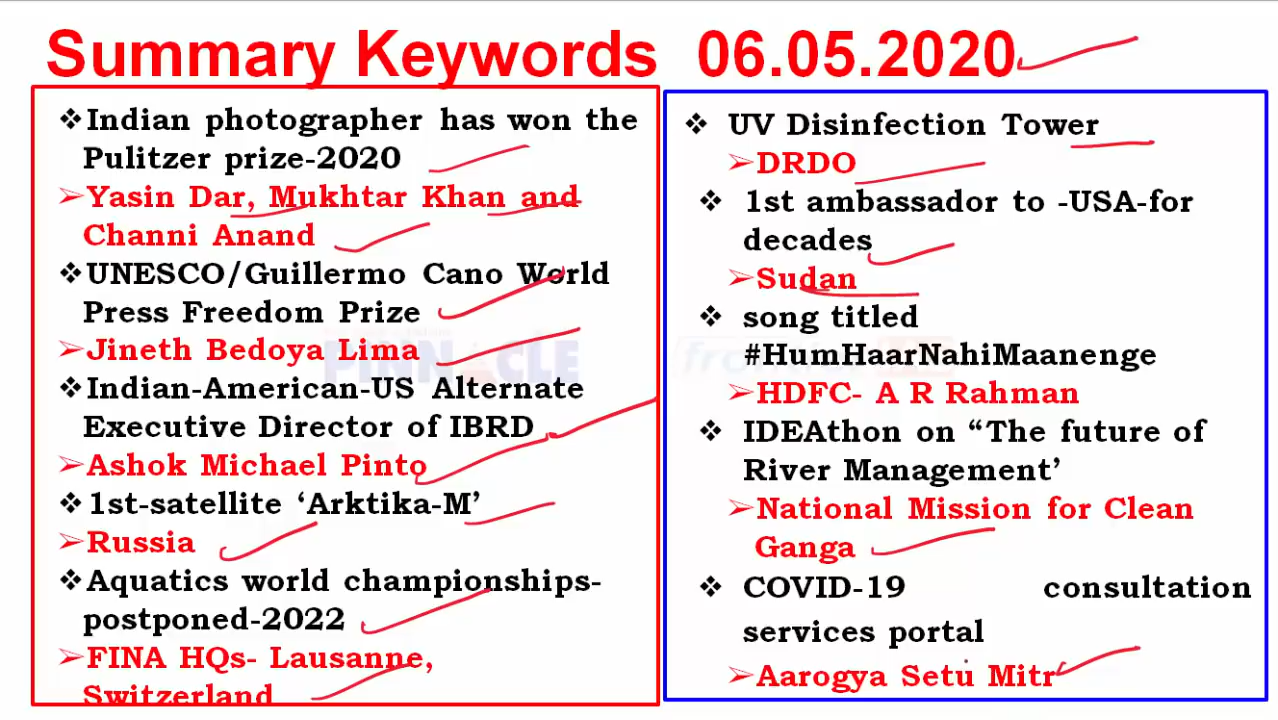 Summary Keywords 06.05.2020
❖Indian photographer has won the
Pulitzer prize-2020
➢Yasin Dar, Mukhtar Khan and
Channi Anand
❖UNESCO/Guillermo Cano World
Press Freedom Prize
➢Jineth Bedoya Lima
❖Indian-American-US Alternate
Executive Director of IBRD
➢Ashok Michael Pinto
❖1st-satellite ‘Arktika-M’
➢Russia
❖Aquatics world championships-
postponed-2022
➢FINA HQs- Lausanne,
Switzerland
❖ UV Disinfection Tower
➢DRDO
❖ 1st ambassador to -USA-for
decades
➢Sudan
❖ song titled
#HumHaarNahiMaanenge
➢HDFC- A R Rahman
❖ IDEAthon on “The future of
River Management’
➢National Mission for Clean
Ganga
❖ COVID-19 consultation
services portal
➢Aarogya Setu Mitr
PINNACLE